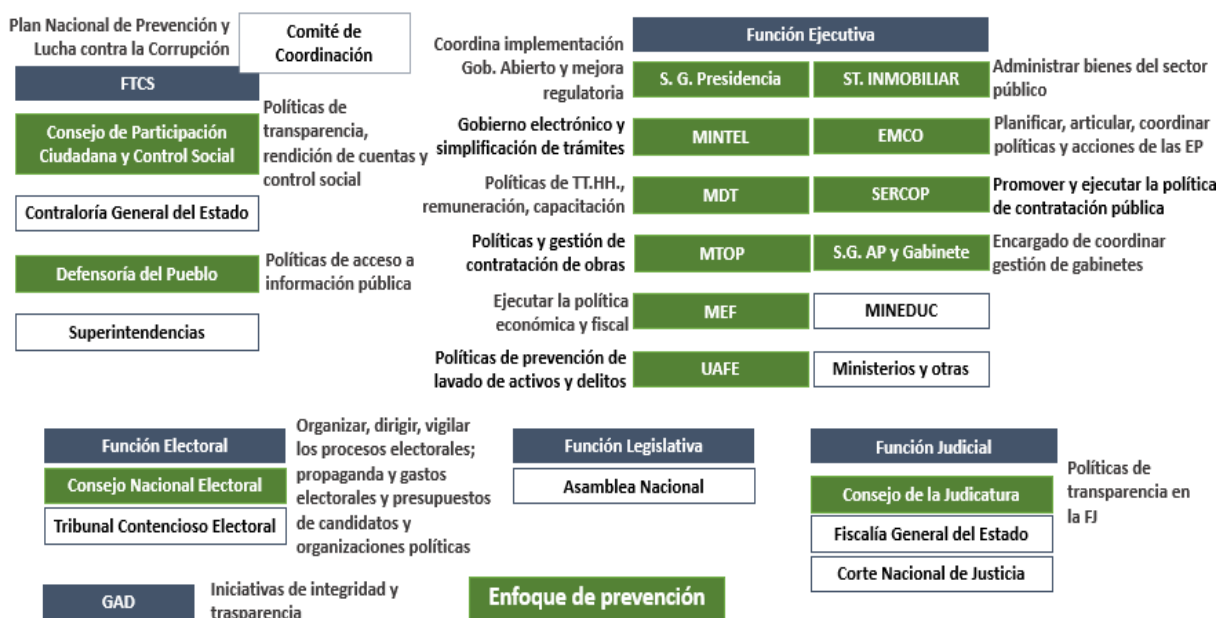 Plan Nacional de Prevención y
Lucha contra la Corrupción
Comité de
Coordinación
FTCS
Consejo de Participación
Ciudadana y Control Social
Políticas de
transparencia,
rendición de cuentas y
control social
Contraloría General del Estado
Defensoría del Pueblo
Políticas de acceso a
información pública
Superintendencias
Función Ejecutiva
Coordina implementación
Gob. Abierto y mejora
regulatoria
S. G. Presidencia
ST. INMOBILIAR
Administrar bienes del sector
público
Gobierno electrónico y
simplificación de trámites
MINTEL
EMCO
Planificar, articular, coordinar
políticas y acciones de las EP
Políticas de TT.HH.,
remuneración, capacitación
MDT
SERCOP
Promover y ejecutar la política
de contratación pública
Políticas y gestión de
contratación de obras
MTOP
S.G. AP y Gabinete
Encargado de coordinar
gestión de gabinetes
Ejecutar la política
económica y fiscal
MEF
MINEDUC
Políticas de prevención de
lavado de activos y delitos
UAFE
Ministerios y otras
Función Electoral
Consejo Nacional Electoral
Tribunal Contencioso Electoral
Organizar, dirigir, vigilar
los procesos electorales;
propaganda y gastos
electorales y presupuestos
de candidatos y
organizaciones políticas
Función Legislativa
Asamblea Nacional
Función Judicial
Consejo de la Judicatura
Fiscalía General del Estado
Corte Nacional de Justicia
Políticas de
transparencia en
la FJ
GAD
Iniciativas de integridad y
trasparencia
Enfoque de prevención